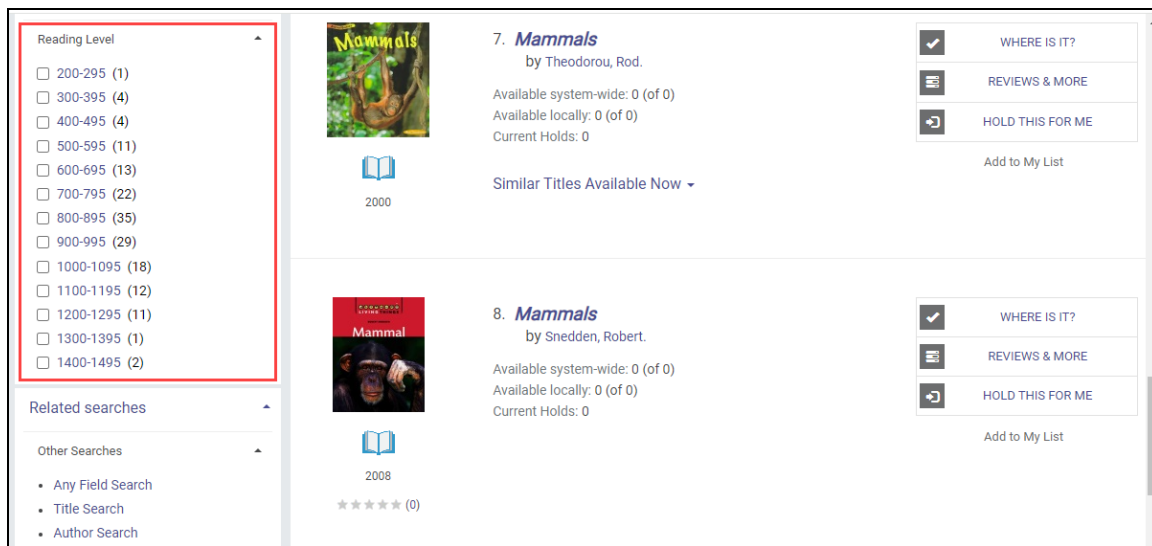 Reading Level
200-295 (1)
300-395 (4)
400-495 (4)
500-595 (11)
600-695 (13)
700-795 (22)
800-895 (35)
900-995 (29)
1000-1095 (18)
1100-1195 (12)
1200-1295 (11)
1300-1395 (1)
1400-1495 (2)
Related searches
Other Searches
• Any Field Search
• Title Search
• Author Search
Mammals
2000
7. Mammals
by Theodorou, Rod.
Available system-wide: 0 (of 0)
Available locally: 0 (of 0)
Current Holds: 0
Similar Titles Available Now
WHERE IS IT?
REVIEWS & MORE
HOLD THIS FOR ME
Add to My List
LIVING THINGS
Mammal
2008
(0)
8. Mammals
by Snedden, Robert.
Available system-wide: 0 (of 0)
Available locally: 0 (of 0)
Current Holds: 0
WHERE IS IT?
REVIEWS & MORE
HOLD THIS FOR ME
Add to My List